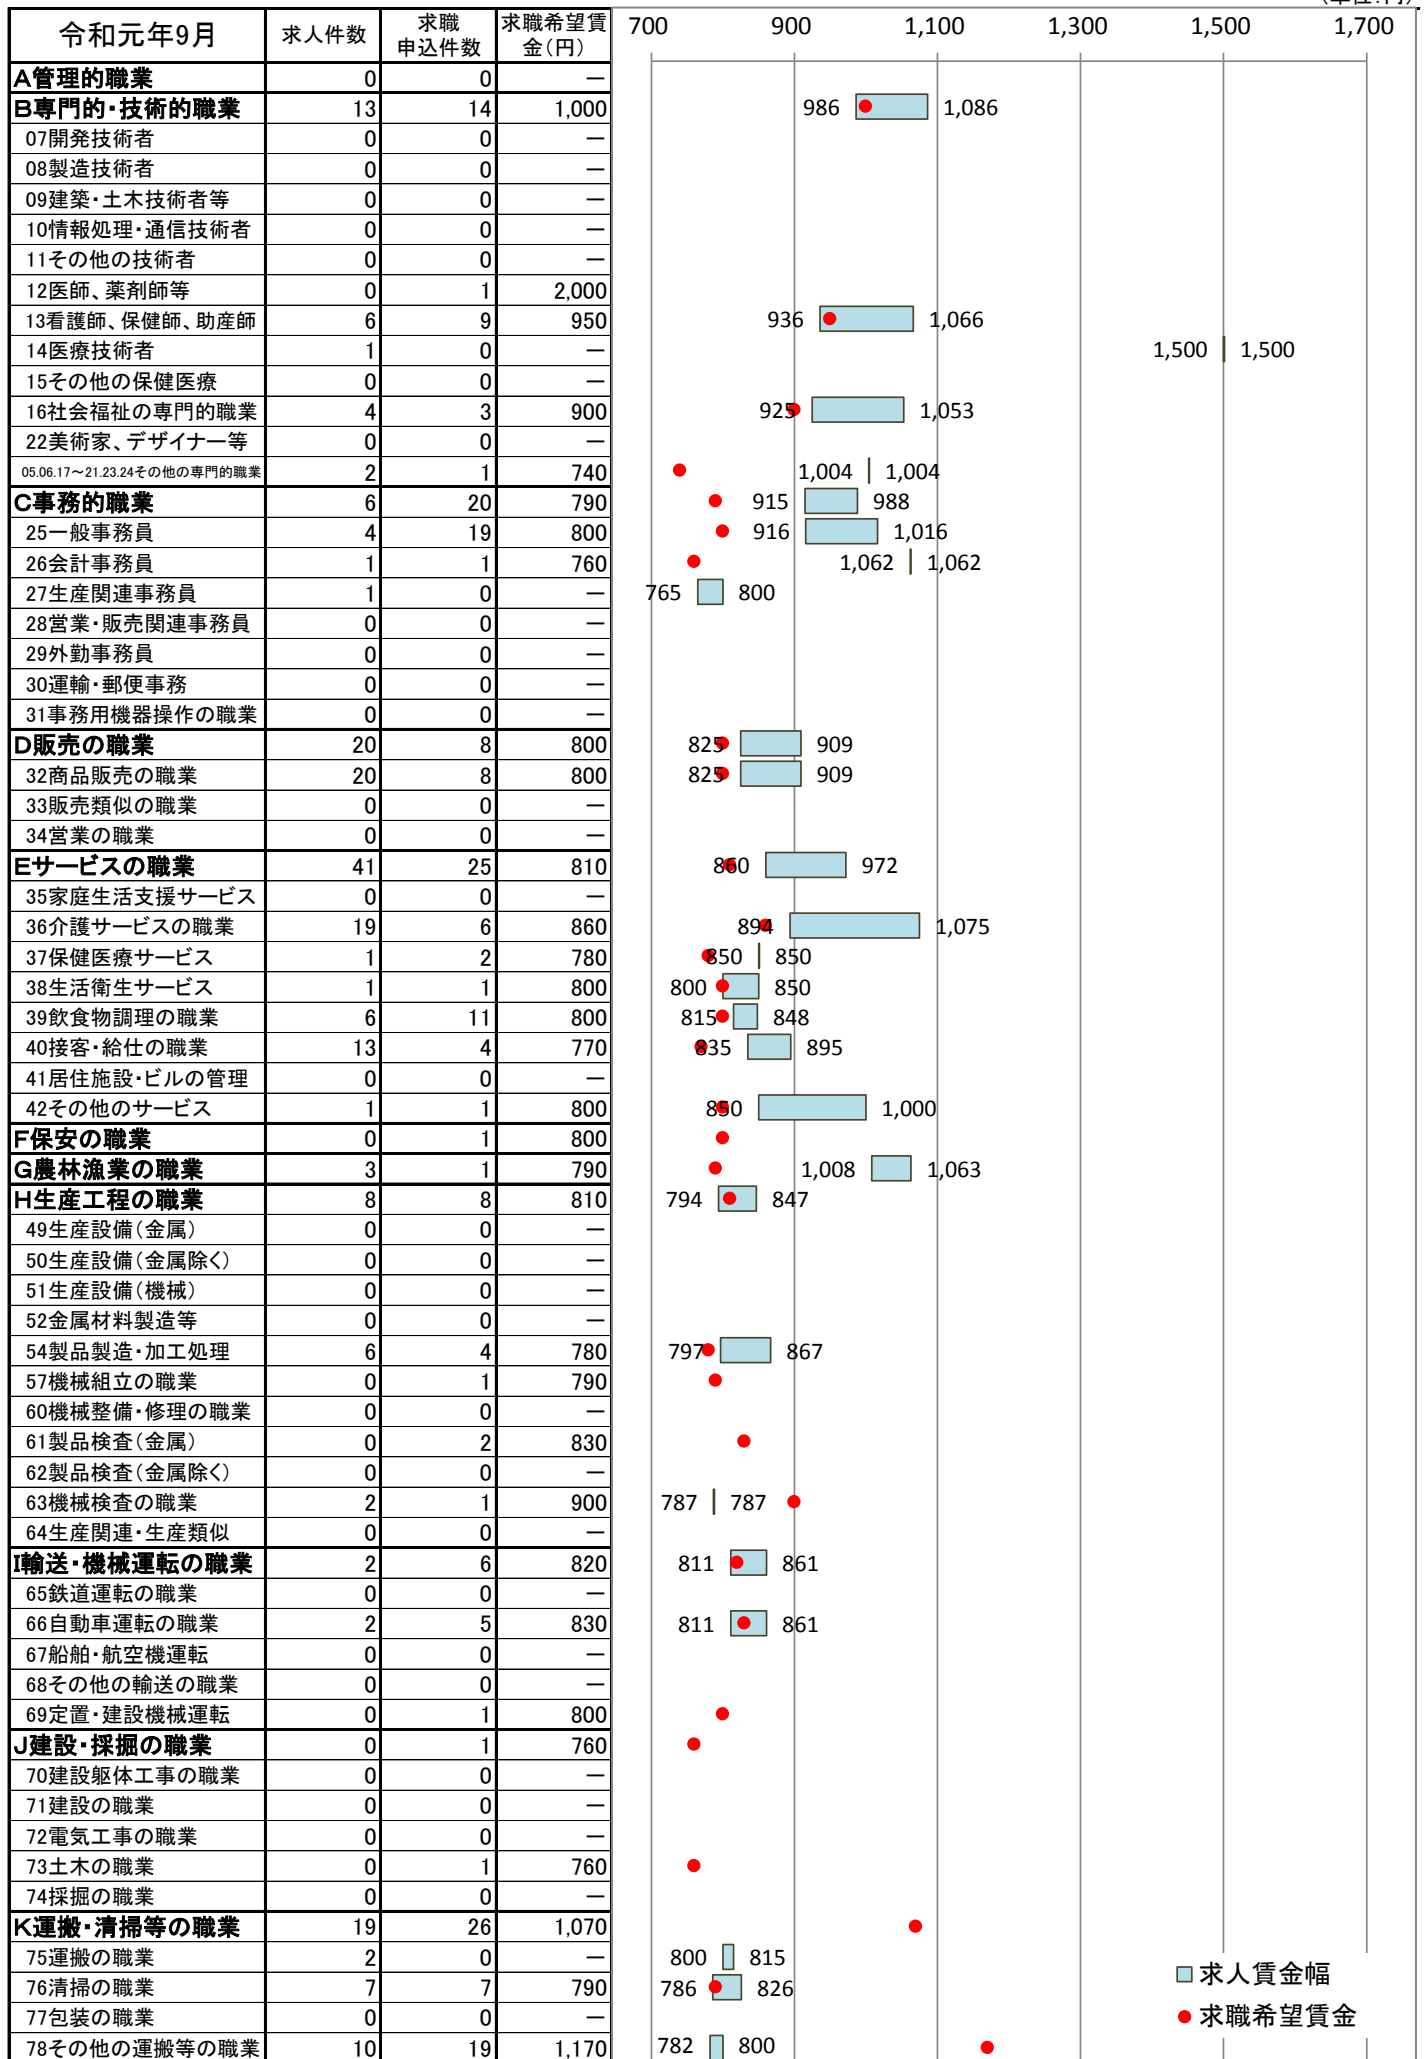 (単位:円)
令和元年9月 求人件数 求職申込件数 求職希望賃金(円) 700 900 1,100 1,300 1,500 1,700
A管理的職業 0 0 ―
B専門的・技術的職業 13 14 1,000 986 1,086
07開発技術者 0 0 ―
08製造技術者 0 0 ―
09建築・土木技術者等 0 0 ―
10情報処理・通信技術者 0 0 ―
11その他の技術者 0 0 ―
12医師、薬剤師等 0 1 2,000
13看護師、保健師、助産師 6 9 950 936 1,066
14医療技術者 1 0 ― 1,500 1,500
15その他の保健医療 0 0 ―
16社会福祉の専門的職業 4 3 900 925 1,053
22美術家、デザイナー等 0 0 ―
05.06.17～21.23.24その他の専門的職業 2 1 740 1,004 1,004
C事務的職業 6 20 790 915 988
25一般事務員 4 19 800 916 1,016
26会計事務員 1 1 760 1,062 1,062
27生産関連事務員 1 0 ― 765 800
28営業・販売関連事務員 0 0 ―
29外勤事務員 0 0 ―
30運輸・郵便事務 0 0 ―
31事務用機器操作の職業 0 0 ―
D販売の職業 20 8 800 825 909
32商品販売の職業 20 8 800 825 909
33販売類似の職業 0 0 ―
34営業の職業 0 0 ―
Eサービスの職業 41 25 810 860 972
35家庭生活支援サービス 0 0 ―
36介護サービスの職業 19 6 860 894 1,075
37保健医療サービス 1 2 780 850 850
38生活衛生サービス 1 1 800 800 850
39飲食物調理の職業 6 11 800 815 848
40接客・給仕の職業 13 4 770 835 895
41居住施設・ビルの管理 0 0 ―
42その他のサービス 1 1 800 850 1,000
F保安の職業 0 1 800
G農林漁業の職業 3 1 790 1,008 1,063
H生産工程の職業 8 8 810 794 847
49生産設備(金属) 0 0 ―
50生産設備(金属除く) 0 0 ―
51生産設備(機械) 0 0 ―
52金属材料製造等 0 0 ―
54製品製造・加工処理 6 4 780 797 867
57機械組立の職業 0 1 790
60機械整備・修理の職業 0 0 ―
61製品検査(金属) 0 2 830
62製品検査(金属除く) 0 0 ―
63機械検査の職業 2 1 900 787 787
64生産関連・生産類似 0 0 ―
I輸送・機械運転の職業 2 6 820 811 861
65鉄道運転の職業 0 0 ―
66自動車運転の職業 2 5 830 811 861
67船舶・航空機運転 0 0 ―
68その他の輸送の職業 0 0 ―
69定置・建設機械運転 0 1 800
J建設・採掘の職業 0 1 760
70建設躯体工事の職業 0 0 ―
71建設の職業 0 0 ―
72電気工事の職業 0 0 ―
73土木の職業 0 1 760
74採掘の職業 0 0 ―
K運搬・清掃等の職業 19 26 1,070
75運搬の職業 2 0 ― 800 815
76清掃の職業 7 7 790 786 826
77包装の職業 0 0 ―
78その他の運搬等の職業 10 19 1,170 782 800
求人賃金幅
求職希望賃金